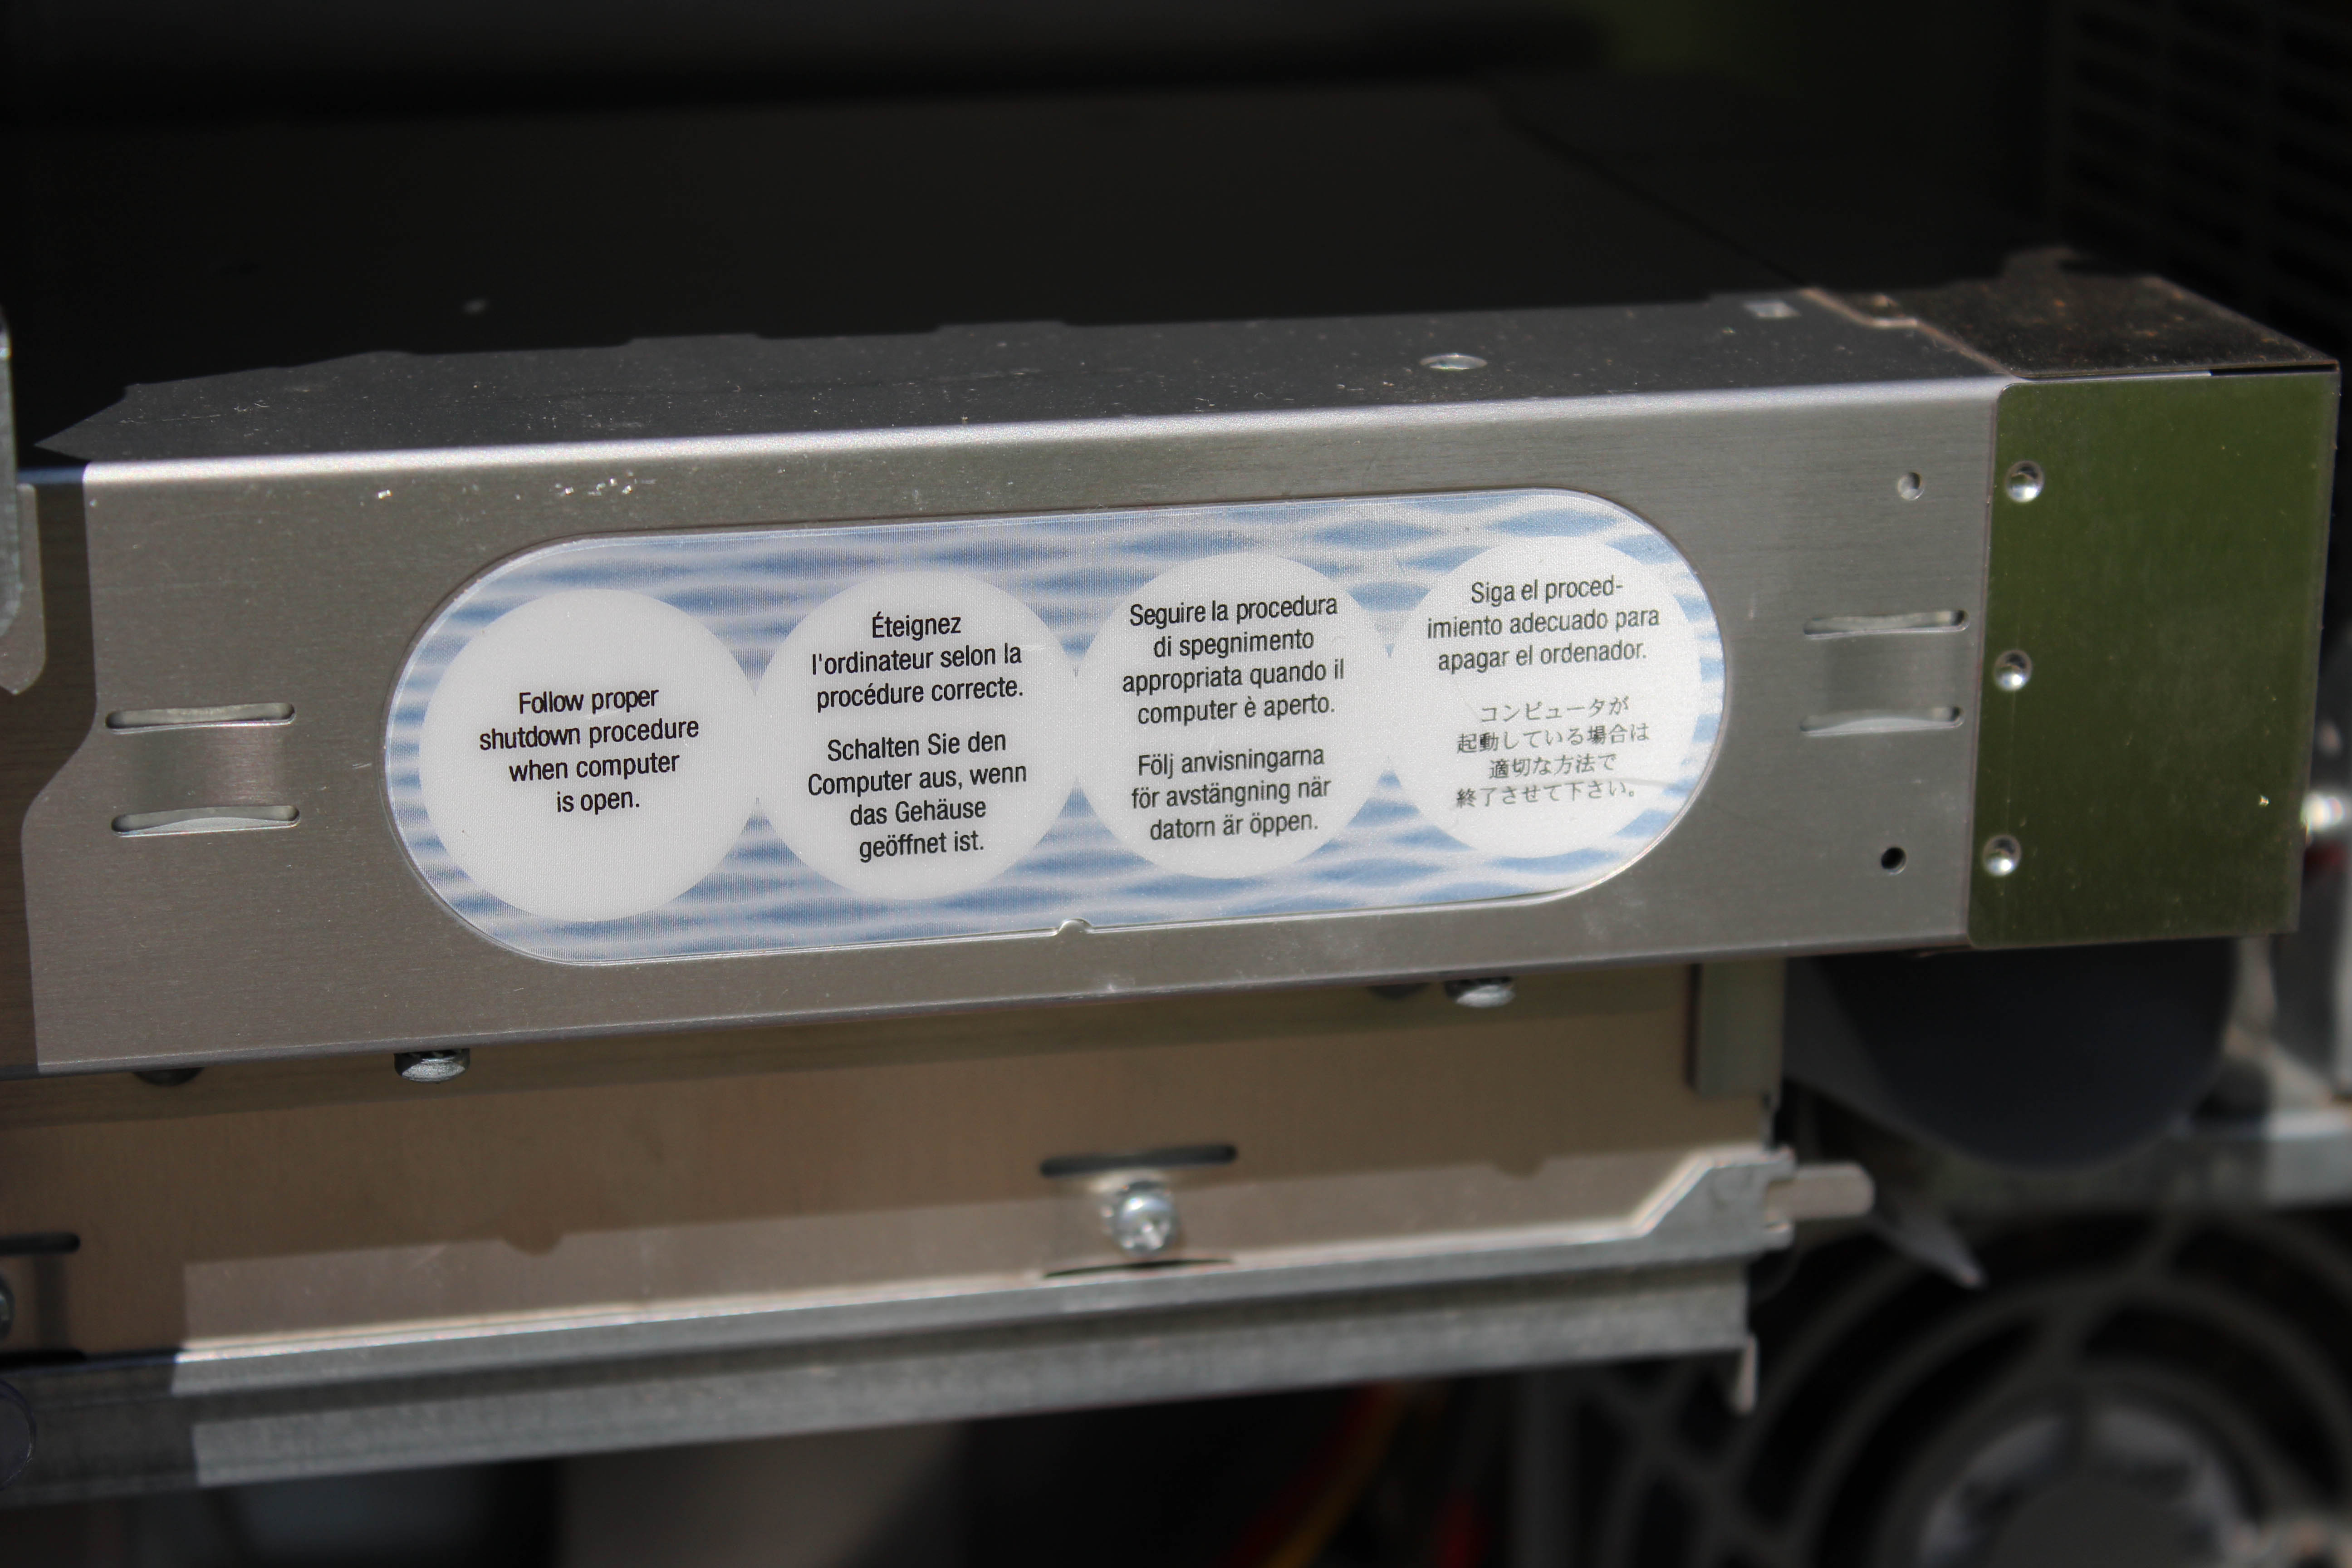 Follow proper
shutdown procedure
when computer
is open.
Éteignez
l'ordinateur selon la
procédure correcte.
Schalten Sie den
Computer aus, wenn
das Gehäuse
geöffnet ist.
Seguire la procedura
di spegnimento
appropriata quando il
computer è aperto.
Följ anvisningarna
för avstängning när
datorn är öppen.
Siga el proced-
imiento adecuado para
apagar el ordenador.
コンピュータが
起動している場合は
適切な方法で
終了させて下さい。